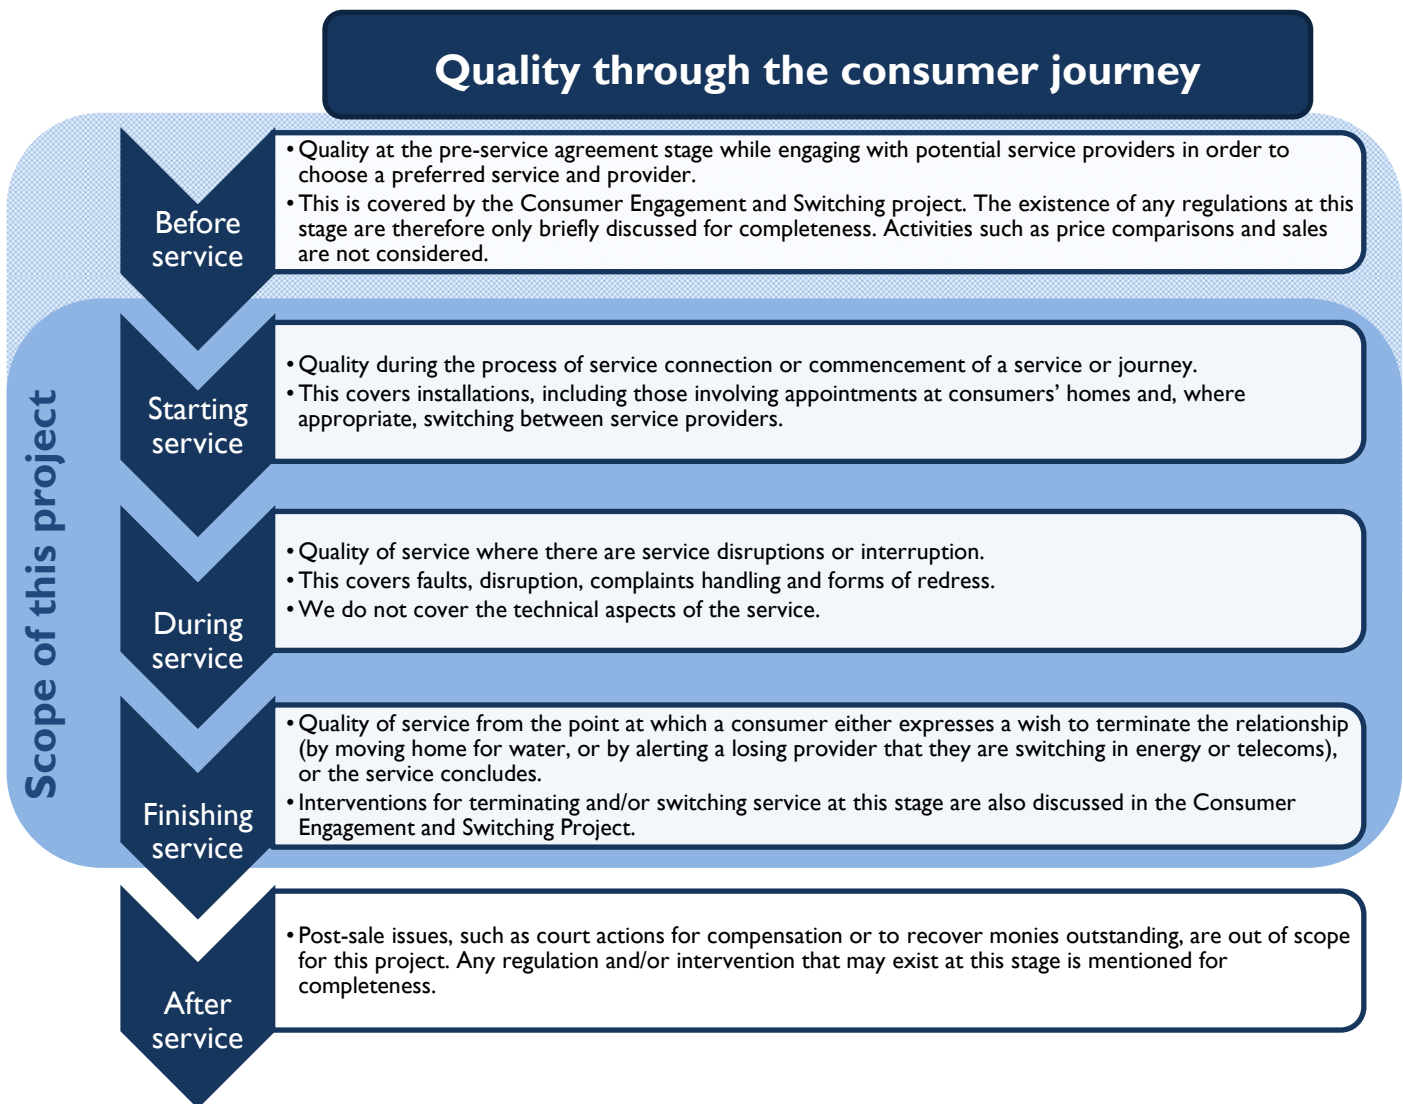 Quality through the consumer journey
Scope of this project
Before
service
• Quality at the pre-service agreement stage while engaging with potential service providers in order to
choose a preferred service and provider.
• This is covered by the Consumer Engagement and Switching project. The existence of any regulations at this
stage are therefore only briefly discussed for completeness. Activities such as price comparisons and sales
are not considered.
Starting
service
• Quality during the process of service connection or commencement of a service or journey.
• This covers installations, including those involving appointments at consumers’ homes and, where
appropriate, switching between service providers.
During
service
• Quality of service where there are service disruptions or interruption.
• This covers faults, disruption, complaints handling and forms of redress.
• We do not cover the technical aspects of the service.
Finishing
service
• Quality of service from the point at which a consumer either expresses a wish to terminate the relationship
(by moving home for water, or by alerting a losing provider that they are switching in energy or telecoms),
or the service concludes.
• Interventions for terminating and/or switching service at this stage are also discussed in the Consumer
Engagement and Switching Project.
After
service
• Post-sale issues, such as court actions for compensation or to recover monies outstanding, are out of scope
for this project. Any regulation and/or intervention that may exist at this stage is mentioned for
completeness.